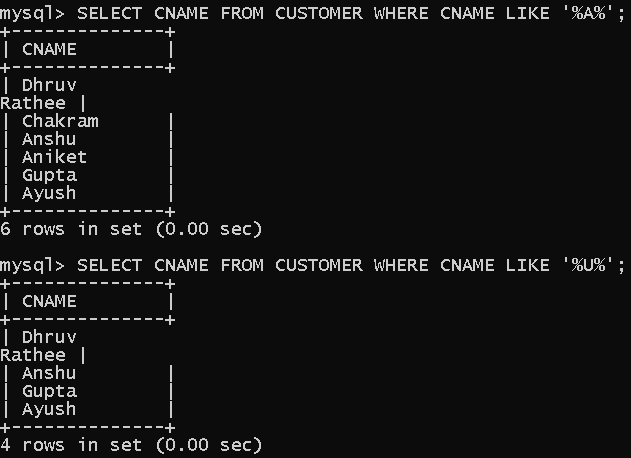 mysql> SELECT CNAME FROM CUSTOMER WHERE CNAME LIKE '%A%';
+--------------+
| CNAME        |
+--------------+
| Dhruv
Rathee |
| Chakram      |
| Anshu        |
| Aniket       |
| Gupta        |
| Ayush        |
+--------------+
6 rows in set (0.00 sec)

mysql> SELECT CNAME FROM CUSTOMER WHERE CNAME LIKE '%U%';
+--------------+
| CNAME        |
+--------------+
| Dhruv
Rathee |
| Anshu        |
| Gupta        |
| Ayush        |
+--------------+
4 rows in set (0.00 sec)